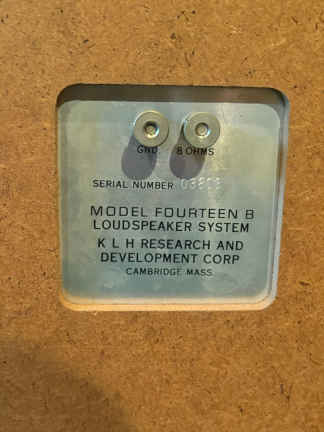 GND. 8 OHMS
SERIAL NUMBER
MODEL FOURTEEN B
LOUDSPEAKER SYSTEM
K L H RESEARCH AND
DEVELOPMENT CORP
CAMBRIDGE MASS